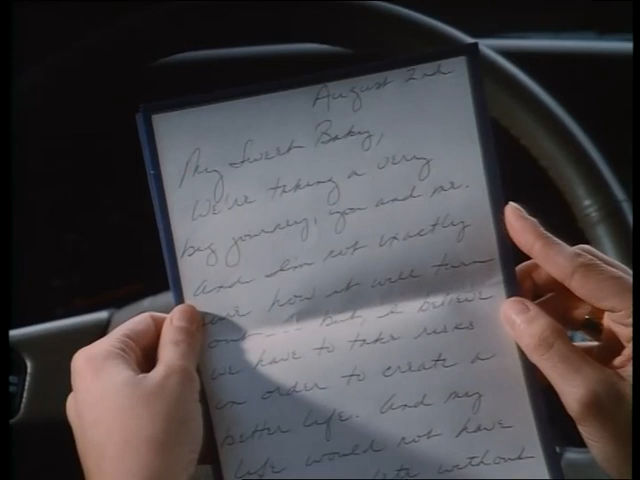 August 2nd
My Sweet Baby,
We're taking a very
big journey, you and me.
And I'm not exactly
sure how it will turn
out... but I believe
we have to take risks
in order to create a
better life. And my
life would not have
without